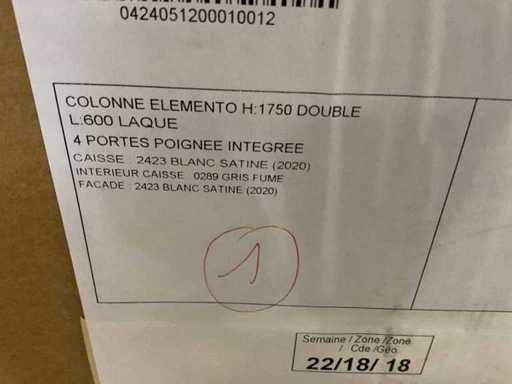 0424051200010012
COLONNE ELEMENTO H:1750 DOUBLE
L:600 LAQUE
4 PORTES POIGNEE INTEGREE
CAISSE : 2423 BLANC SATINE (2020)
INTERIEUR CAISSE : 0289 GRIS FUME
FACADE : 2423 BLANC SATINE (2020)
1
Semaine / Zone /Zone
/ Cde /Géo
22/18/ 18